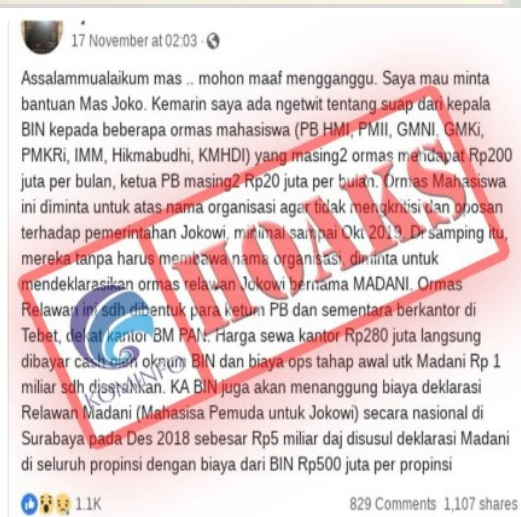 17 November at 02:03 ·
Assalammualaikum mas .. mohon maaf mengganggu. Saya mau minta
bantuan Mas Joko. Kemarin saya ada ngetwit tentang suap dari kepala
BIN kepada beberapa ormas mahasiswa (PB HMI, PMII, GMNI, GMKi,
PMKRi, IMM, Hikmabudhi, KMHDI) yang masing2 ormas mendapat Rp200
juta per bulan, ketua PB masing2 Rp20 juta per bulan. Ormas Mahasiswa
ini diminta untuk atas nama organisasi agar tidak mengkritisi dan oposan
terhadap pemerintahan Jokowi, minimal sampai Okt 2019. Di samping itu,
mereka tanpa harus membawa nama organisasi, diminta untuk
mendeklarasikan ormas relawan Jokowi bernama MADANI. Ormas
Relawan ini sdh dibentuk para ketum PB dan sementara berkantor di
Tebet, dekat kantor BM PAN. Harga sewa kantor Rp280 juta langsung
dibayar cash oleh oknum BIN dan biaya ops tahap awal utk Madani Rp 1
miliar sdh diserahkan. KA BIN juga akan menanggung biaya deklarasi
Relawan Madani (Mahasisa Pemuda untuk Jokowi) secara nasional di
Surabaya pada Des 2018 sebesar Rp5 miliar daj disusul deklarasi Madani
di seluruh propinsi dengan biaya dari BIN Rp500 juta per propinsi
HOAKS
KOMINFO
1.1K 829 Comments 1,107 shares